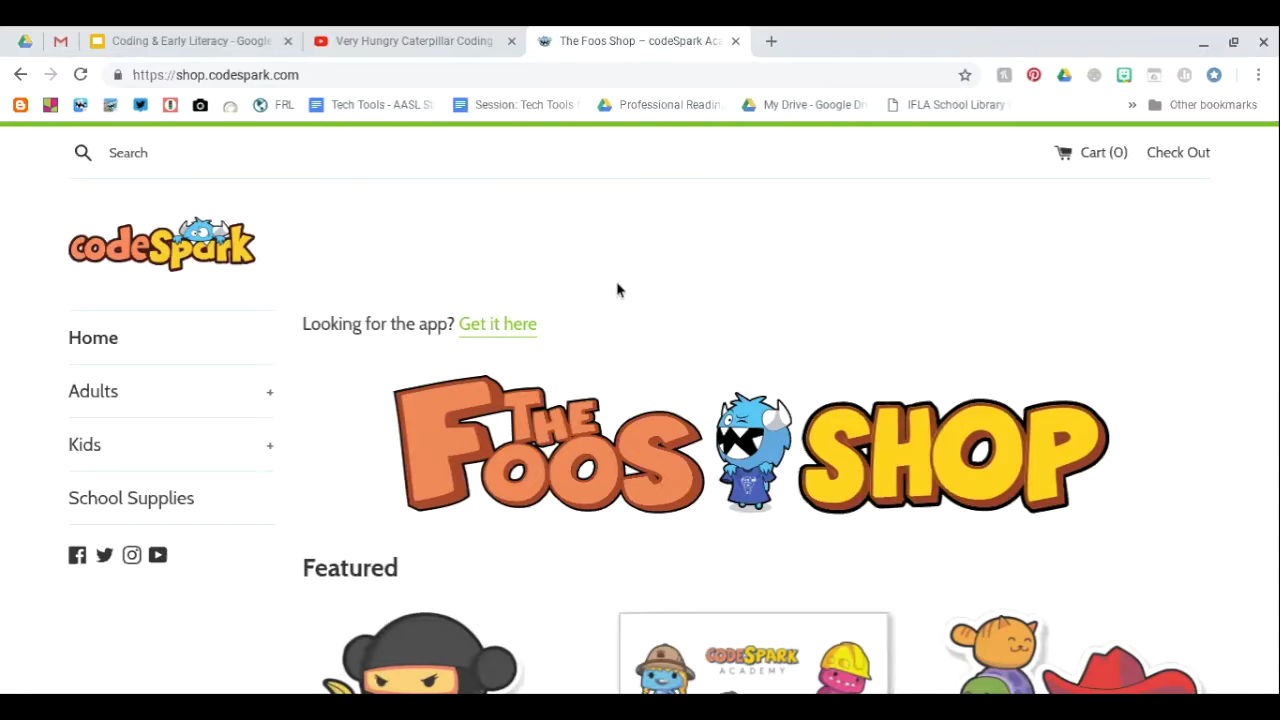 Coding & Early Literacy - Google
Very Hungry Caterpillar Coding
The Foos Shop – codeSpark Aca
https://shop.codespark.com
FRL
Tech Tools - AASL S
Session: Tech Tools
Professional Readin
My Drive - Google Dr
IFLA School Library
» Other bookmarks
Search
Cart (0)
Check Out
codeSpark
Home
Adults +
Kids +
School Supplies
Looking for the app? Get it here
THE FOOS SHOP
Featured
CODESPARK
ACADEMY